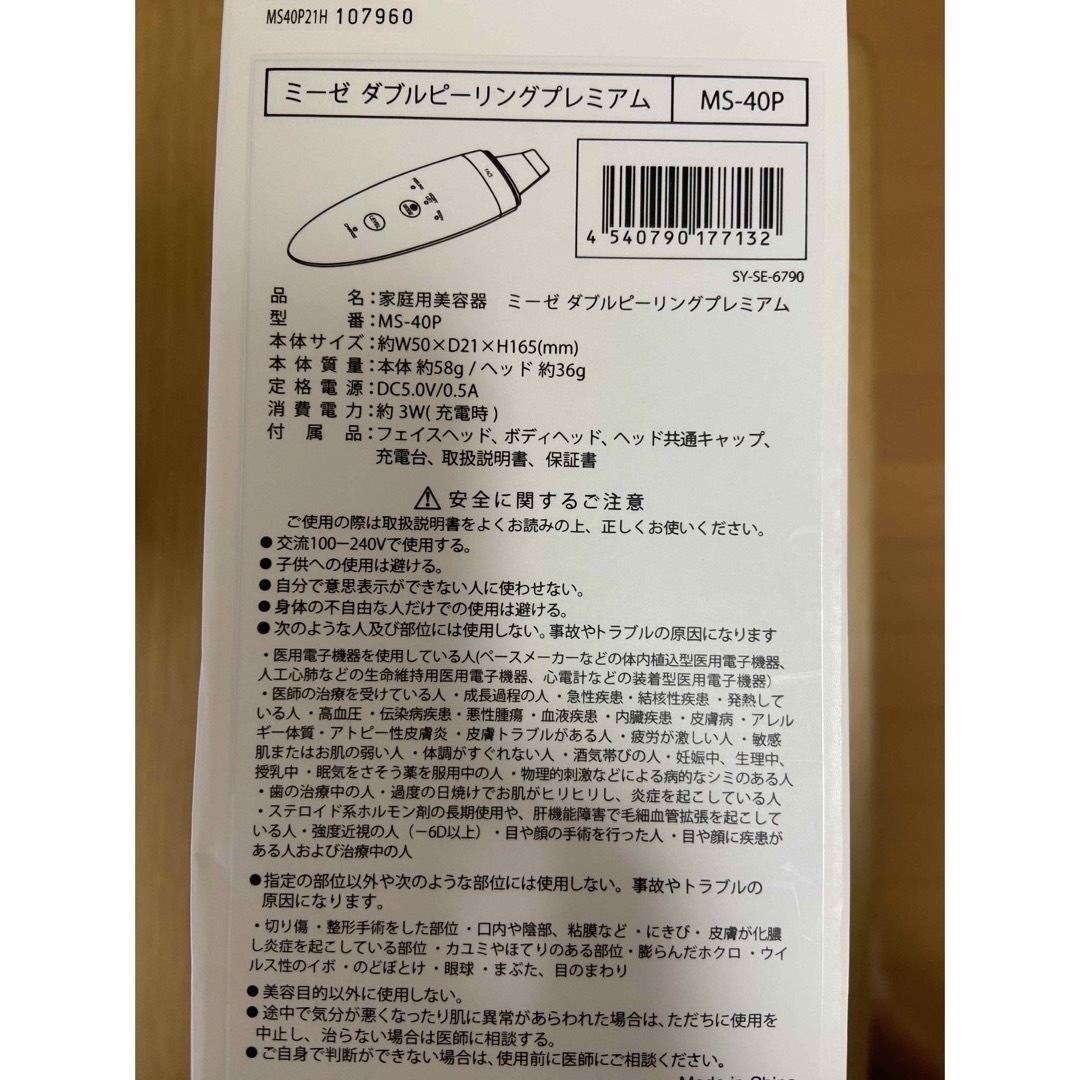 MS40P21H 107960
ミーゼ ダブルピーリングプレミアム MS-40P
4 540790 177132
SY-SE-6790
品名:家庭用美容器 ミーゼ ダブルピーリングプレミアム
型番:MS-40P
本体サイズ:約W50×D21×H165(mm)
本体質量:本体 約58g / ヘッド 約36g
定格電源:DC5.0V/0.5A
消費電力:約 3W( 充電時 )
付属品:フェイスヘッド、ボディヘッド、ヘッド共通キャップ、
充電台、取扱説明書、保証書
⚠ 安全に関するご注意
ご使用の際は取扱説明書をよくお読みの上、正しくお使いください。
●交流100ー240Vで使用する。
●子供への使用は避ける。
●自分で意思表示ができない人に使わせない。
●身体の不自由な人だけでの使用は避ける。
●次のような人及び部位には使用しない。事故やトラブルの原因になります
・医用電子機器を使用している人(ペースメーカーなどの体内植込型医用電子機器、
人工心肺などの生命維持用医用電子機器、心電計などの装着型医用電子機器)
・医師の治療を受けている人・成長過程の人・急性疾患・結核性疾患・発熱して
いる人・高血圧・伝染病疾患・悪性腫瘍・血液疾患・内臓疾患・皮膚病・アレル
ギー体質・アトピー性皮膚炎・皮膚トラブルがある人・疲労が激しい人・敏感
肌またはお肌の弱い人・体調がすぐれない人・酒気帯びの人・妊娠中、生理中、
授乳中・眠気をさそう薬を服用中の人・物理的刺激などによる病的なシミのある人
・歯の治療中の人・過度の日焼けでお肌がヒリヒリし、炎症を起こしている人
・ステロイド系ホルモン剤の長期使用や、肝機能障害で毛細血管拡張を起こして
いる人・強度近視の人(−6D以上)・目や顔の手術を行った人・目や顔に疾患が
ある人および治療中の人
●指定の部位以外や次のような部位には使用しない。事故やトラブルの
原因になります。
・切り傷・整形手術をした部位・口内や陰部、粘膜など・にきび・皮膚が化膿
し炎症を起こしている部位・カユミやほてりのある部位・膨らんだホクロ・ウイ
ルス性のイボ・のどぼとけ・眼球・まぶた、目のまわり
●美容目的以外に使用しない。
●途中で気分が悪くなったり肌に異常があらわれた場合は、ただちに使用を
中止し、治らない場合は医師に相談する。
●ご自身で判断ができない場合は、使用前に医師にご相談ください。
Made in China